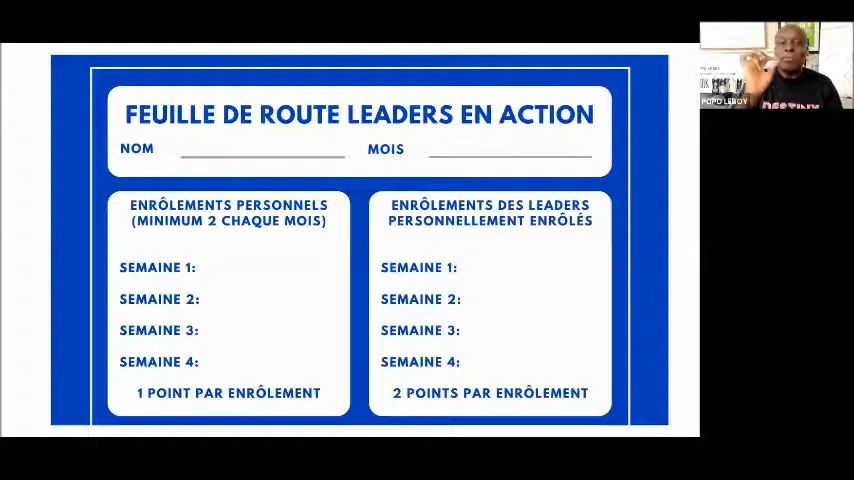 FEUILLE DE ROUTE LEADERS EN ACTION
NOM
MOIS
ENRÔLEMENTS PERSONNELS
(MINIMUM 2 CHAQUE MOIS)
SEMAINE 1:
SEMAINE 2:
SEMAINE 3:
SEMAINE 4:
1 POINT PAR ENRÔLEMENT
ENRÔLEMENTS DES LEADERS
PERSONNELLEMENT ENRÔLÉS
SEMAINE 1:
SEMAINE 2:
SEMAINE 3:
SEMAINE 4:
2 POINTS PAR ENRÔLEMENT
POPO LEROY
DESTINY